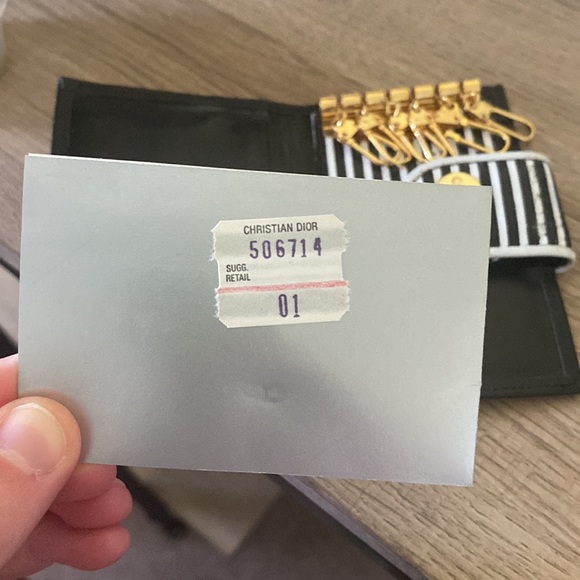 CHRISTIAN DIOR
506714
SUGG.
RETAIL
01